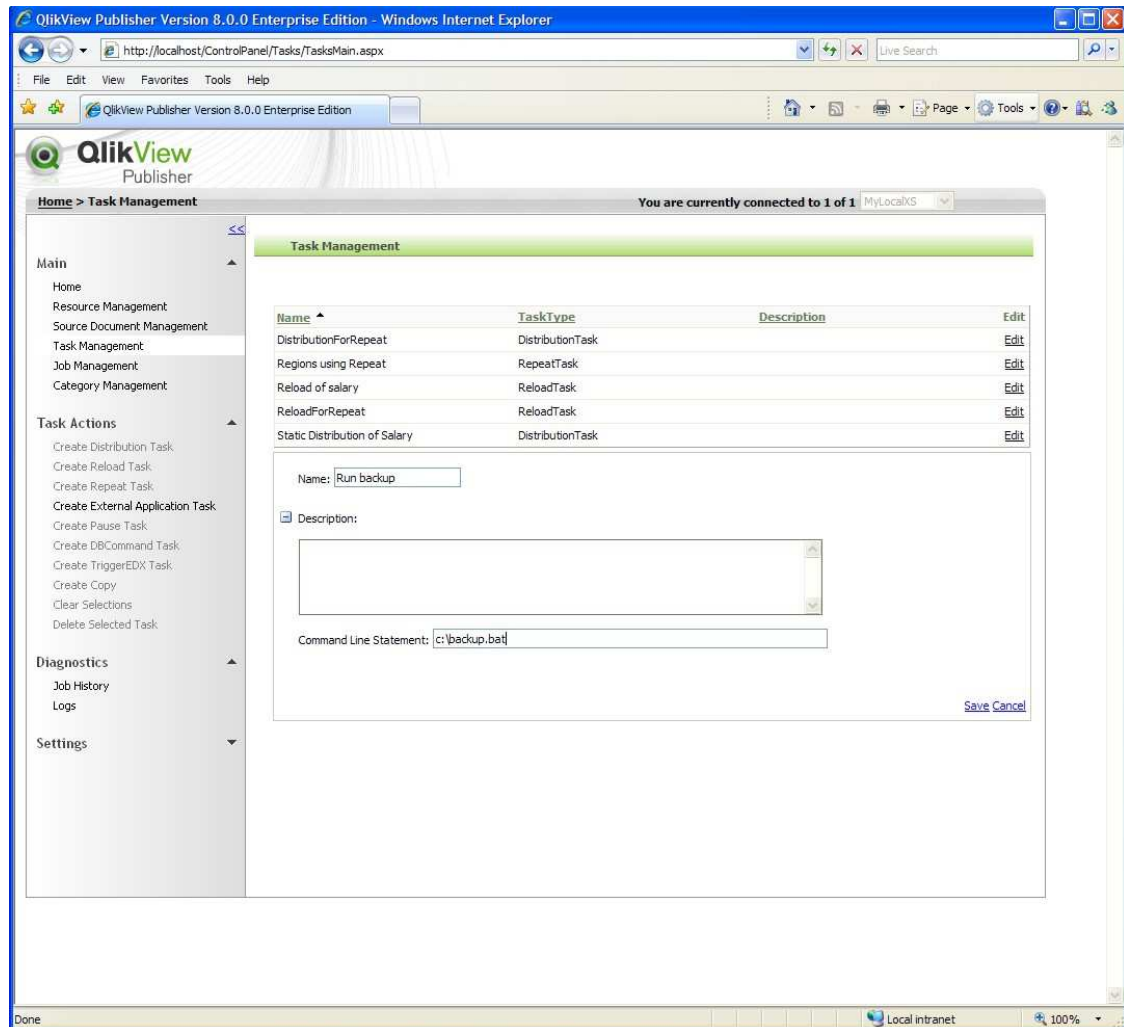 QlikView Publisher Version 8.0.0 Enterprise Edition - Windows Internet Explorer
http://localhost/ControlPanel/Tasks/TasksMain.aspx
Live Search
File Edit View Favorites Tools Help
QlikView Publisher Version 8.0.0 Enterprise Edition
Page Tools
QlikView
Publisher
Home > Task Management
You are currently connected to 1 of 1 MyLocalXS
<<
Main
Home
Resource Management
Source Document Management
Task Management
Job Management
Category Management
Task Actions
Create Distribution Task
Create Reload Task
Create Repeat Task
Create External Application Task
Create Pause Task
Create DBCommand Task
Create TriggerEDX Task
Create Copy
Clear Selections
Delete Selected Task
Diagnostics
Job History
Logs
Settings
Task Management
Name TaskType Description Edit
DistributionForRepeat DistributionTask Edit
Regions using Repeat RepeatTask Edit
Reload of salary ReloadTask Edit
ReloadForRepeat ReloadTask Edit
Static Distribution of Salary DistributionTask Edit
Name: Run backup
Description:
Command Line Statement: c:\backup.bat
Save Cancel
Done
Local intranet
100%